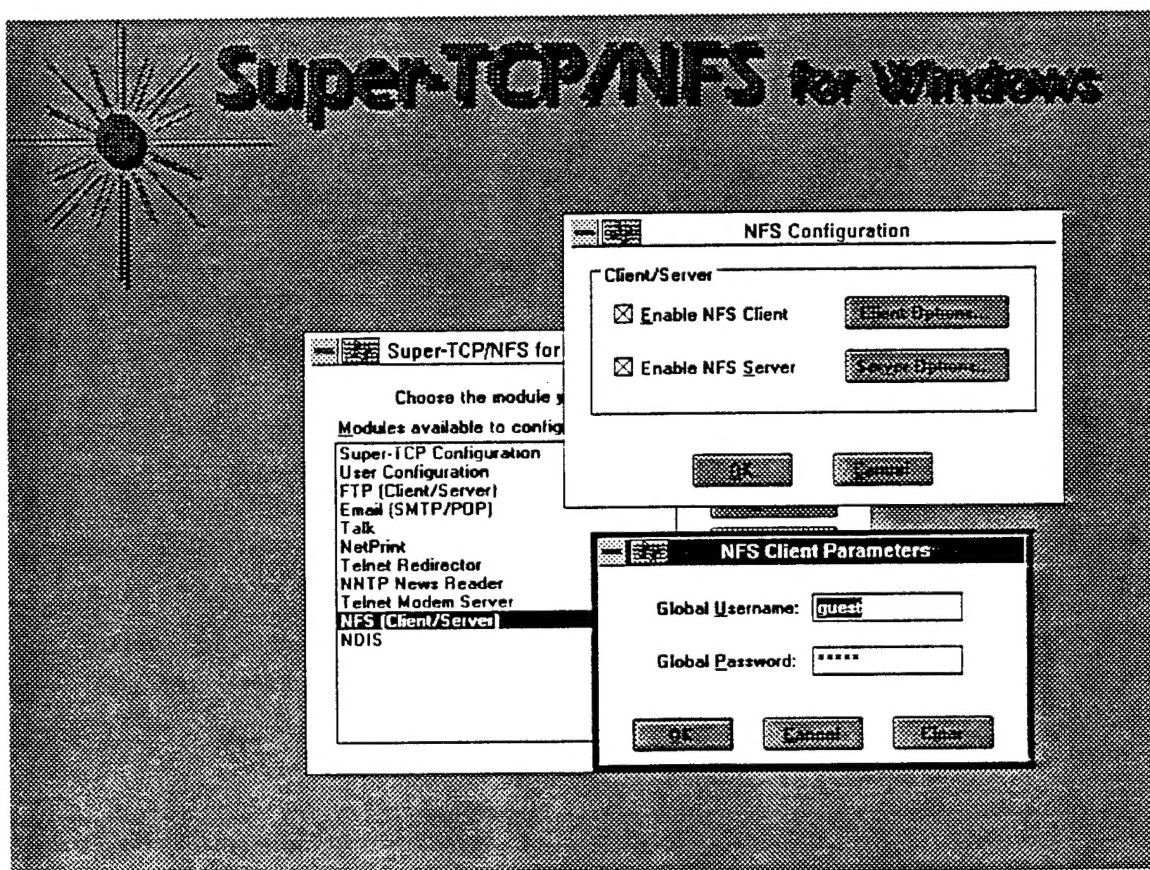 Super-TCP/NFS for Windows
NFS Configuration
Client/Server
Enable NFS Client
Client Options...
Enable NFS Server
Server Options...
OK
Cancel
Super-TCP/NFS for
Choose the module y
Modules available to config
Super-TCP Configuration
User Configuration
FTP (Client/Server)
Email (SMTP/POP)
Talk
NetPrint
Telnet Redirector
NNTP News Reader
Telnet Modem Server
NFS (Client/Server)
NDIS
NFS Client Parameters
Global Username: guest
Global Password: *****
OK
Cancel
Clear